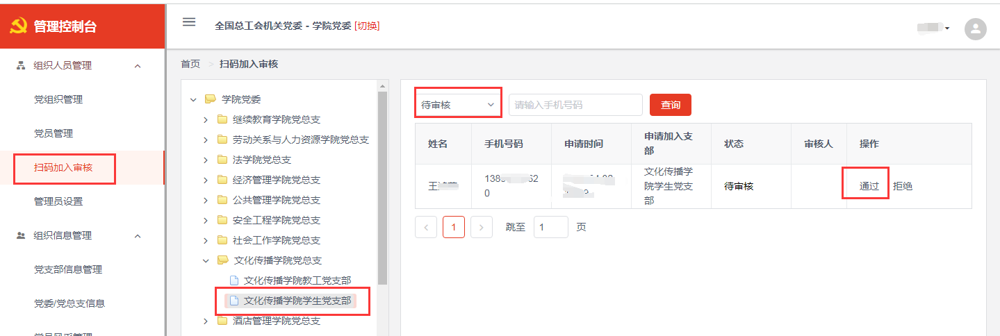 管理控制台
全国总工会机关党委 - 学院党委 [切换]
组织人员管理
党组织管理
党员管理
扫码加入审核
管理员设置
组织信息管理
党支部信息管理
党委/党总支信息
首页 > 扫码加入审核
学院党委
继续教育学院党总支
劳动关系与人力资源学院党总支
法学院党总支
经济管理学院党总支
公共管理学院党总支
安全工程学院党总支
社会工作学院党总支
文化传播学院党总支
文化传播学院教工党支部
文化传播学院学生党支部
酒店管理学院党总支
待审核 请输入手机号码 查询
姓名 手机号码 申请时间 申请加入支
部 状态 审核人 操作
王
文化传播学
院学生党支
部
待审核
通过 拒绝
< 1 > 跳至 1 页